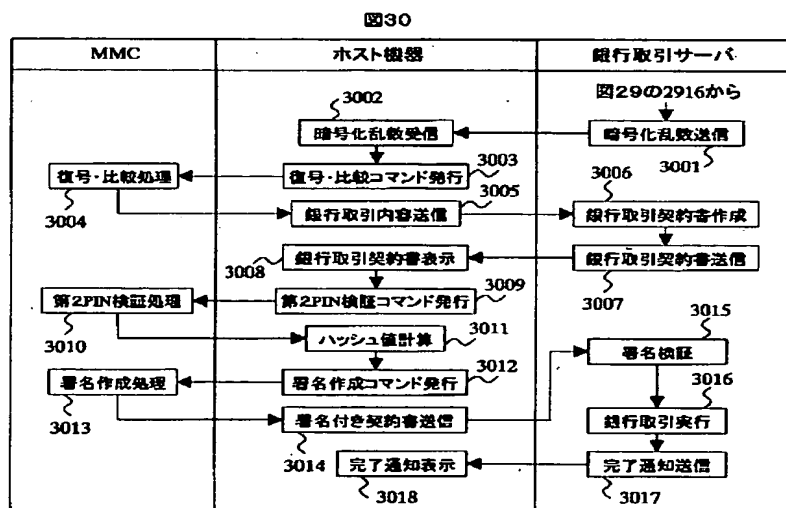 図30
MMC
ホスト機器
銀行取引サーバ
図29の2916から
3002
暗号化乱数受信
暗号化乱数送信
3001
3003
復号・比較処理
復号・比較コマンド発行
3004
3005
3006
銀行取引内容送信
銀行取引契約書作成
3008
銀行取引契約書表示
銀行取引契約書送信
3007
3009
第2PIN検証処理
第2PIN検証コマンド発行
3010
3011
3015
ハッシュ値計算
署名検証
3012
署名作成処理
署名作成コマンド発行
3013
3016
署名付き契約書送信
銀行取引実行
3014
完了通知表示
完了通知送信
3018
3017